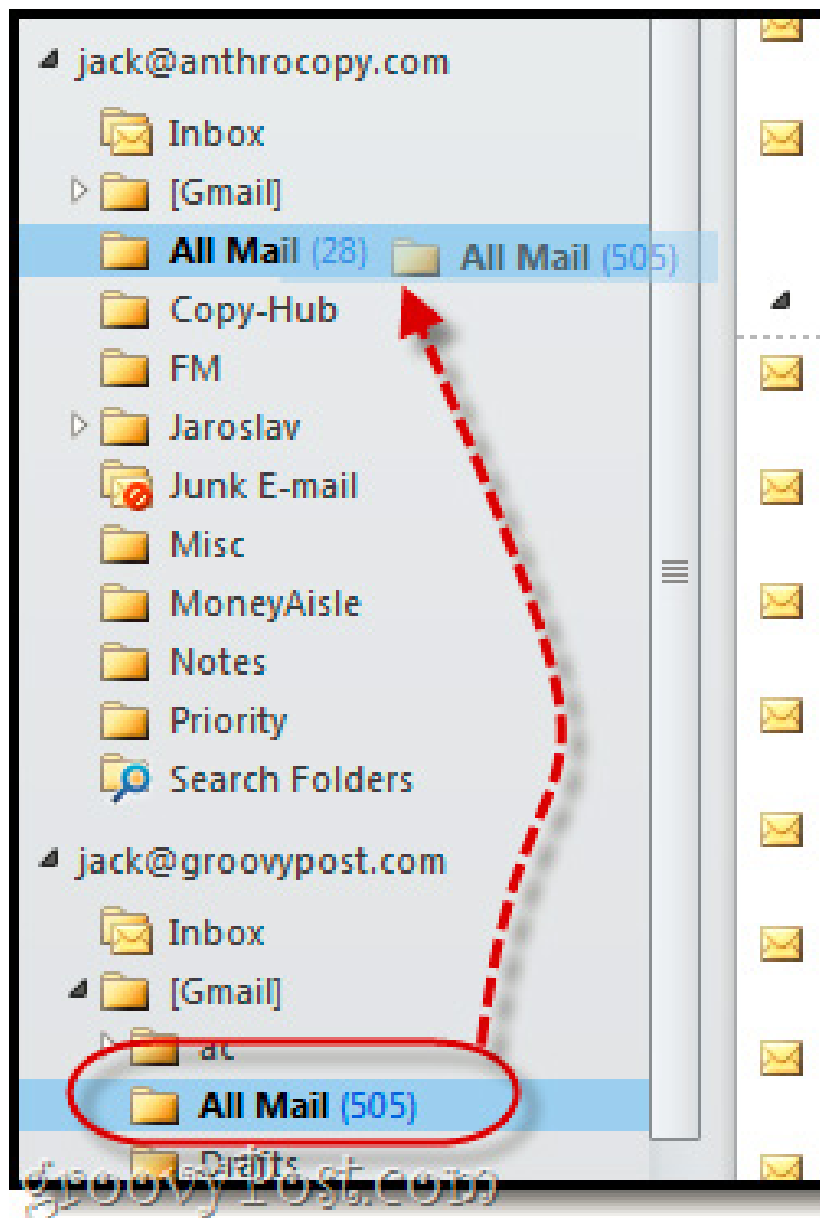 jack@anthrocopy.com
Inbox
[Gmail]
All Mail (28) All Mail (505)
Copy-Hub
FM
Jaroslav
Junk E-mail
Misc
MoneyAisle
Notes
Priority
Search Folders
jack@groovypost.com
Inbox
[Gmail]
ac
All Mail (505)
Drafts
groovyPost.com